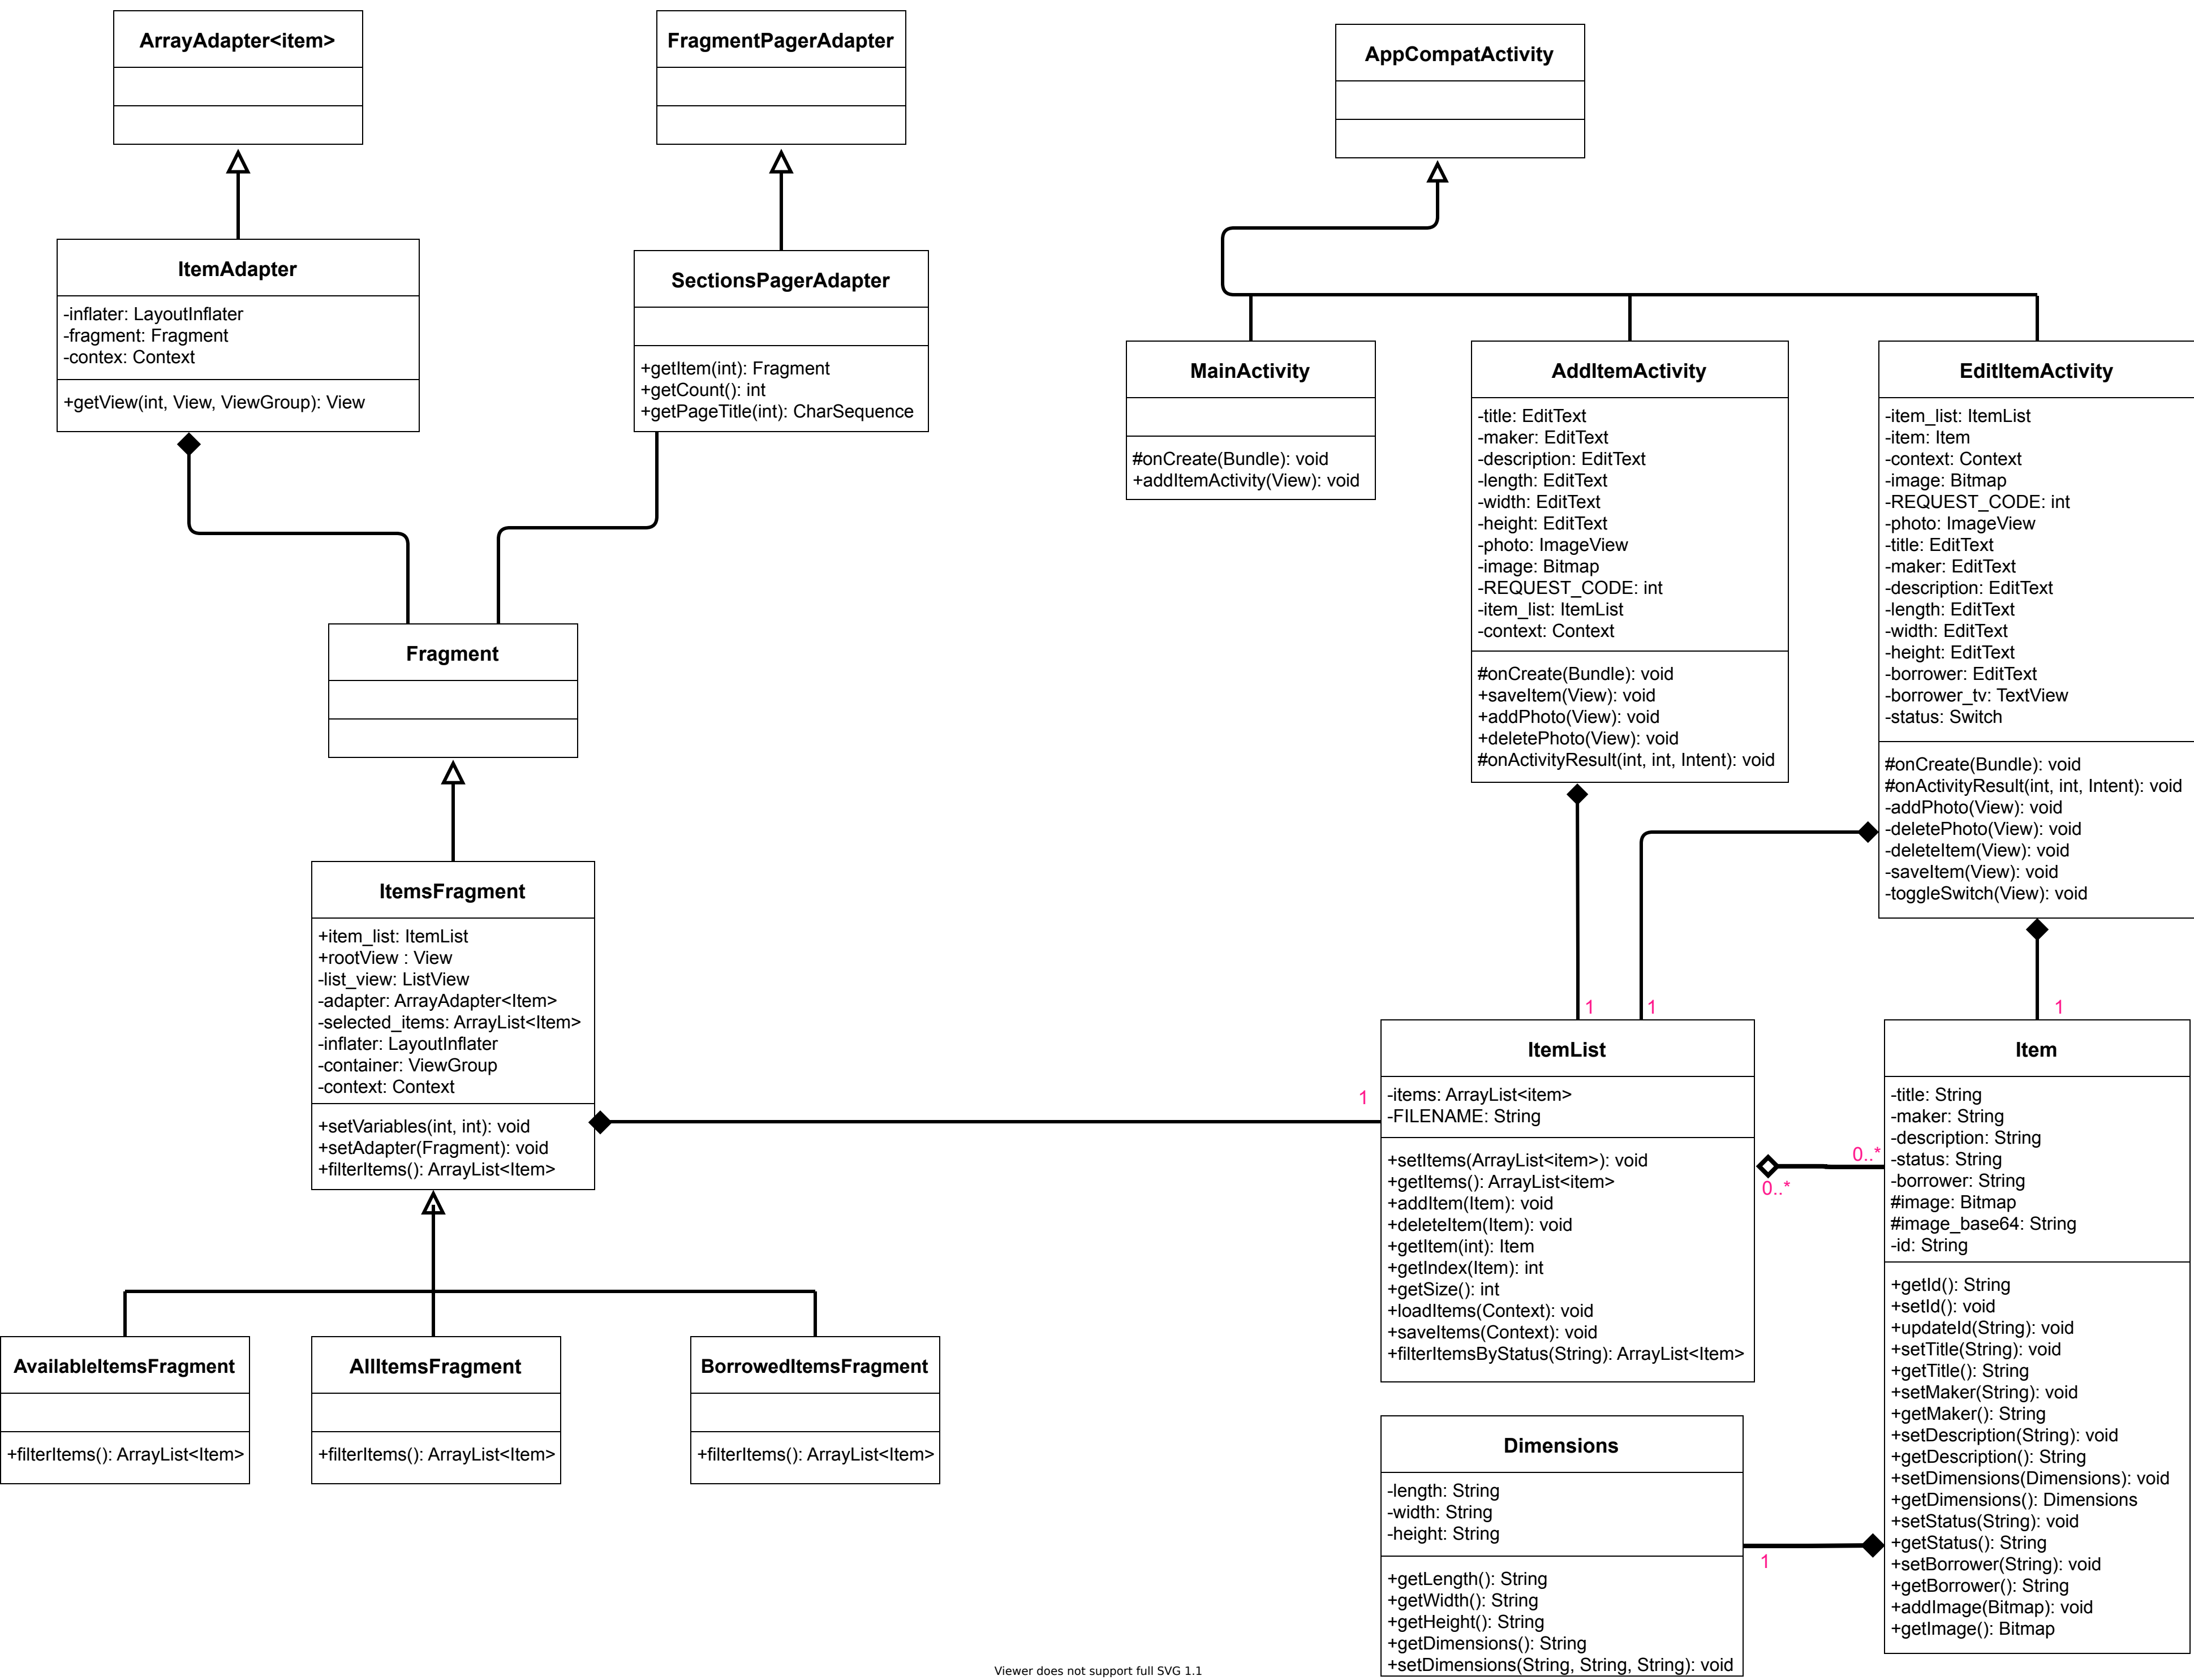 ArrayAdapter<item>
FragmentPagerAdapter
AppCompatActivity
ItemAdapter
-inflater: LayoutInflater
-fragment: Fragment
-contex: Context
+getView(int, View, ViewGroup): View
SectionsPagerAdapter
+getItem(int): Fragment
+getCount(): int
+getPageTitle(int): CharSequence
MainActivity
#onCreate(Bundle): void
+addItemActivity(View): void
AddItemActivity
-title: EditText
-maker: EditText
-description: EditText
-length: EditText
-width: EditText
-height: EditText
-photo: ImageView
-image: Bitmap
-REQUEST_CODE: int
-item_list: ItemList
-context: Context
#onCreate(Bundle): void
+saveItem(View): void
+addPhoto(View): void
+deletePhoto(View): void
#onActivityResult(int, int, Intent): void
EditItemActivity
-item_list: ItemList
-item: Item
-context: Context
-image: Bitmap
-REQUEST_CODE: int
-photo: ImageView
-title: EditText
-maker: EditText
-description: EditText
-length: EditText
-width: EditText
-height: EditText
-borrower: EditText
-borrower_tv: TextView
-status: Switch
#onCreate(Bundle): void
#onActivityResult(int, int, Intent): void
-addPhoto(View): void
-deletePhoto(View): void
-deleteItem(View): void
-saveItem(View): void
-toggleSwitch(View): void
Fragment
ItemsFragment
+item_list: ItemList
+rootView : View
-list_view: ListView
-adapter: ArrayAdapter<Item>
-selected_items: ArrayList<Item>
-inflater: LayoutInflater
-container: ViewGroup
-context: Context
+setVariables(int, int): void
+setAdapter(Fragment): void
+filterItems(): ArrayList<Item>
1
1
1
1
ItemList
-items: ArrayList<item>
-FILENAME: String
+setItems(ArrayList<item>): void
+getItems(): ArrayList<item>
+addItem(Item): void
+deleteItem(Item): void
+getItem(int): Item
+getIndex(Item): int
+getSize(): int
+loadItems(Context): void
+saveItems(Context): void
+filterItemsByStatus(String): ArrayList<Item>
0..*
0..*
Item
-title: String
-maker: String
-description: String
-status: String
-borrower: String
#image: Bitmap
#image_base64: String
-id: String
+getId(): String
+setId(): void
+updateId(String): void
+setTitle(String): void
+getTitle(): String
+setMaker(String): void
+getMaker(): String
+setDescription(String): void
+getDescription(): String
+setDimensions(Dimensions): void
+getDimensions(): Dimensions
+setStatus(String): void
+getStatus(): String
+setBorrower(String): void
+getBorrower(): String
+addImage(Bitmap): void
+getImage(): Bitmap
AvailableItemsFragment
+filterItems(): ArrayList<Item>
AllItemsFragment
+filterItems(): ArrayList<Item>
BorrowedItemsFragment
+filterItems(): ArrayList<Item>
Dimensions
-length: String
-width: String
-height: String
+getLength(): String
+getWidth(): String
+getHeight(): String
+getDimensions(): String
+setDimensions(String, String, String): void
1
Viewer does not support full SVG 1.1